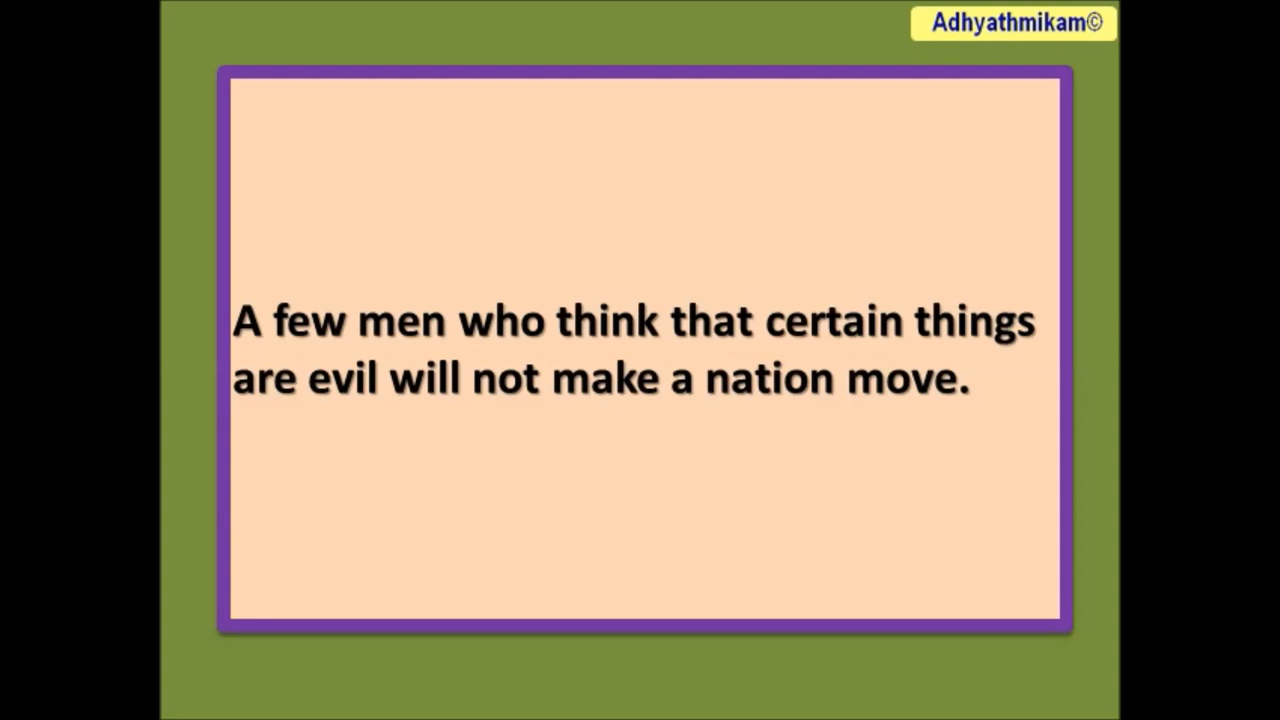 Adhyathmikam©
A few men who think that certain things
are evil will not make a nation move.